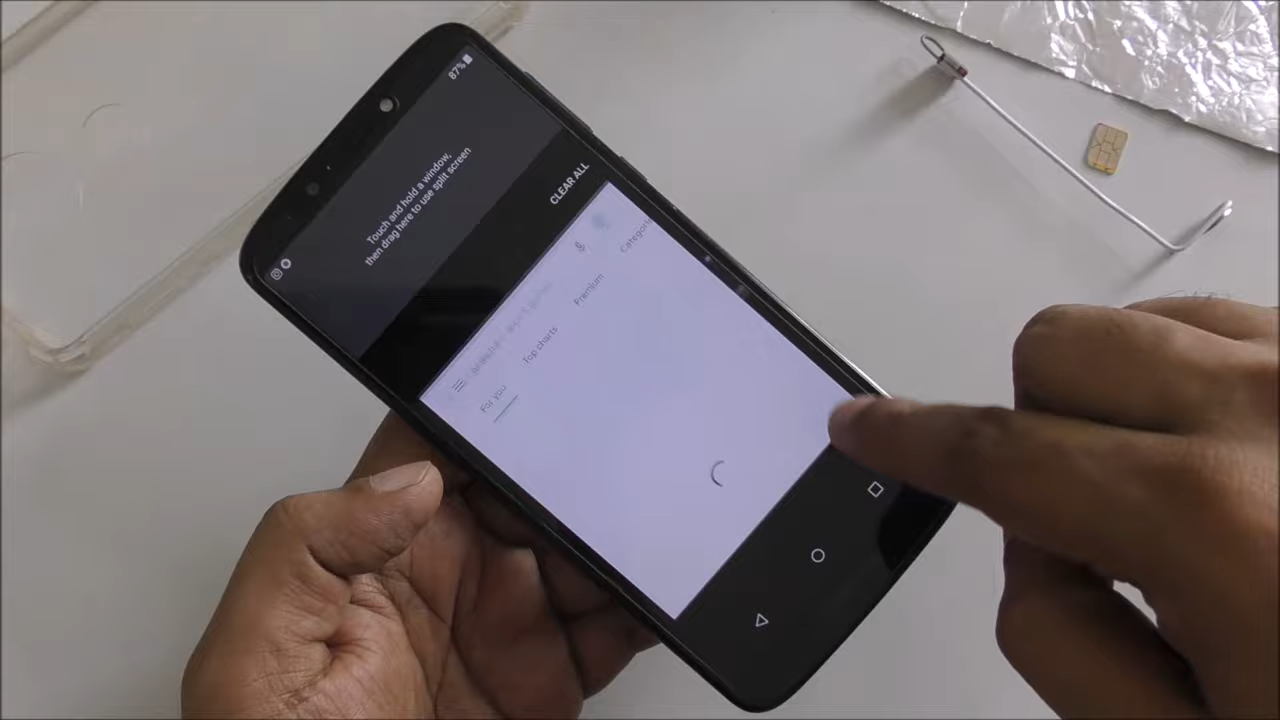 87%
Touch and hold a window,
then drag here to use split screen
CLEAR ALL
For you
Top charts
Premium
Categor